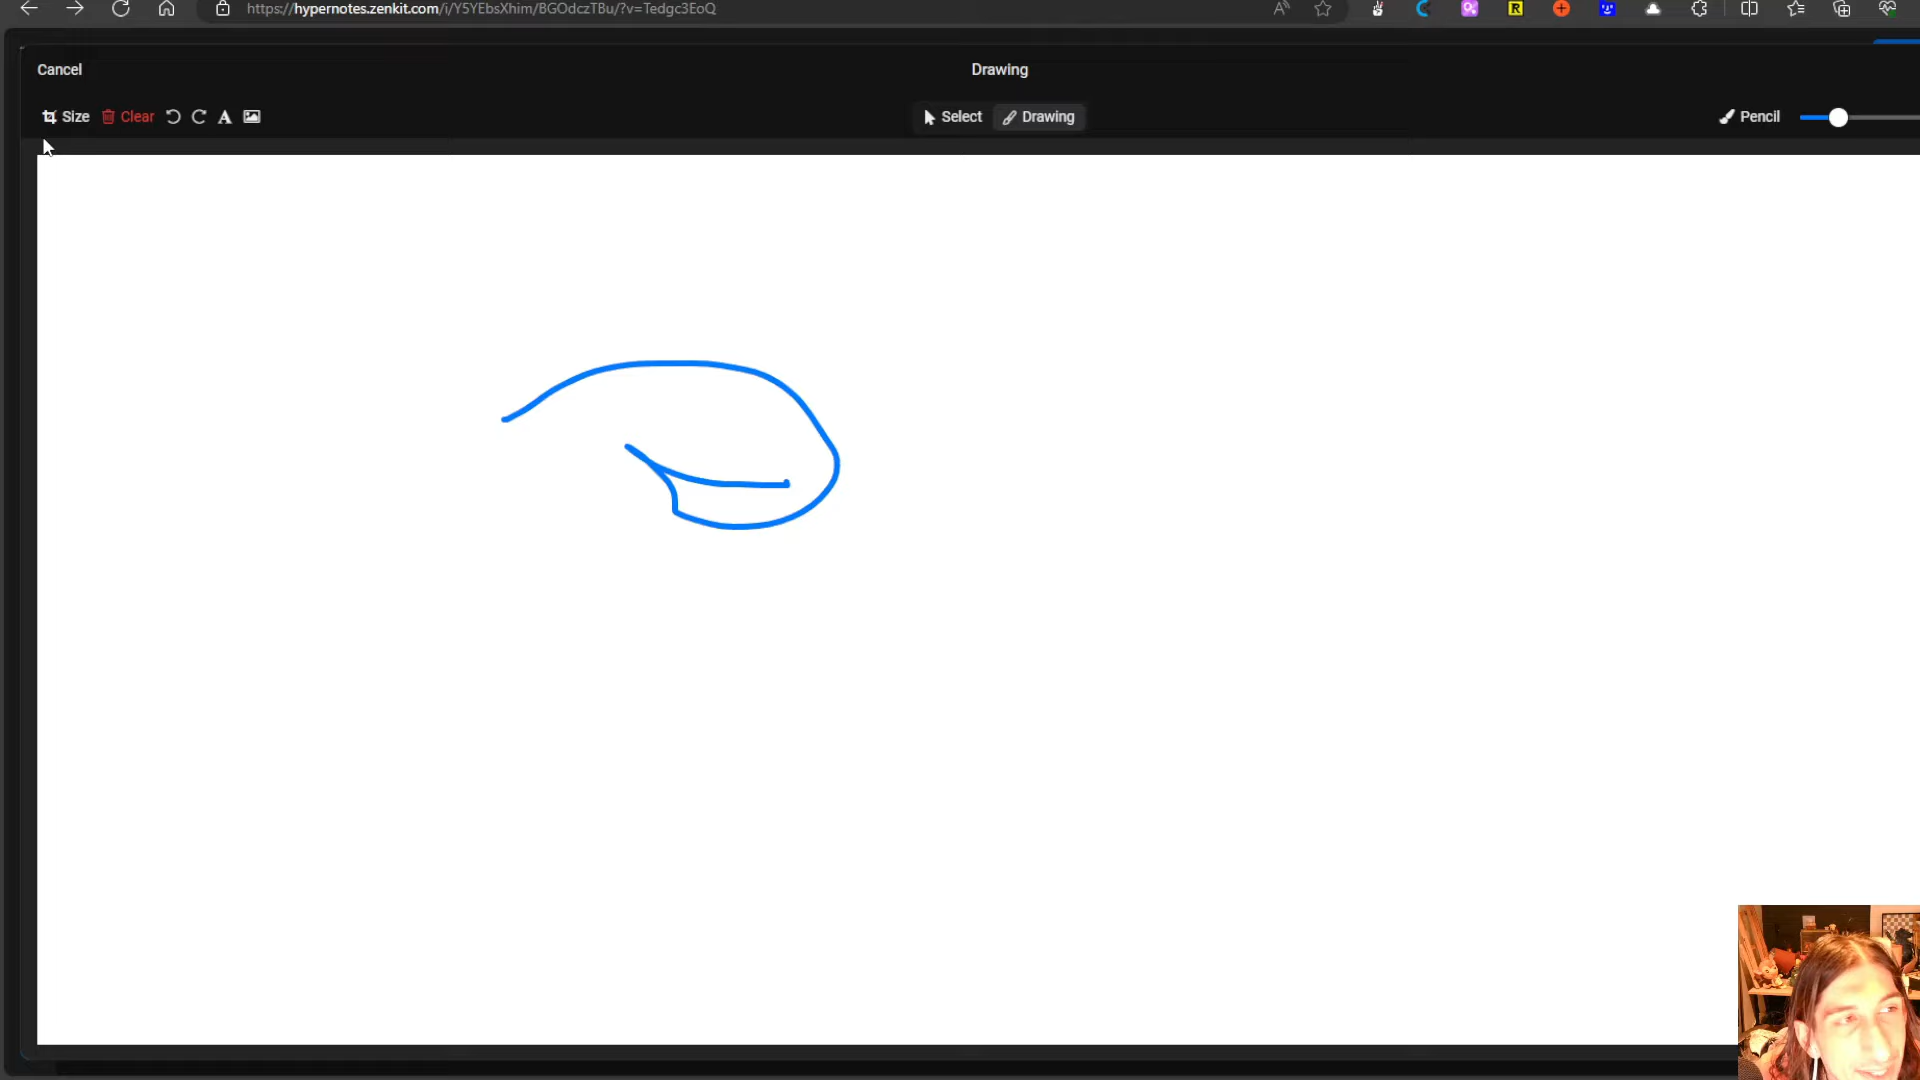 https://hypernotes.zenkit.com/i/Y5YEbsXhim/BGOdczTBu/?v=Tedgc3EoQ
Cancel
Drawing
Size Clear A Select Drawing Pencil